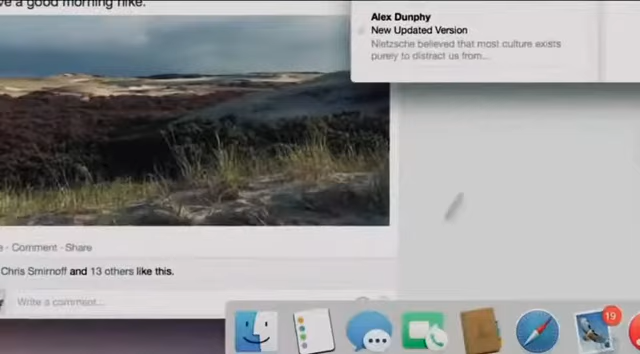 a good morning hike.
Alex Dunphy
New Updated Version
Nietzsche believed that most culture exists
purely to distract us from...
· Comment · Share
Chris Smirnoff and 13 others like this.
Write a comment...
19